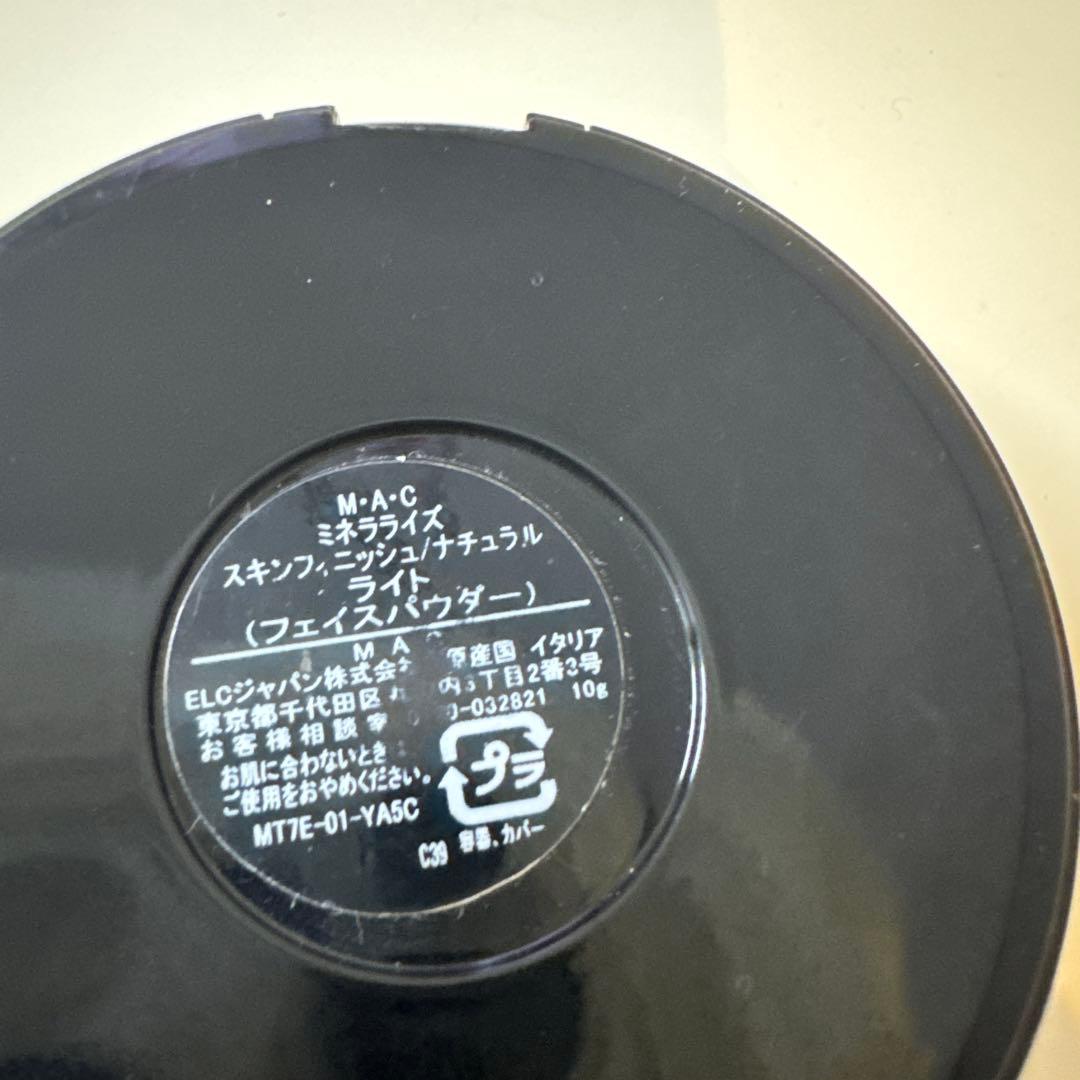 M・A・C
ミネラライズ
スキンフィニッシュ/ナチュラル
ライト
(フェイスパウダー)
MA 原産国 イタリア
ELCジャパン株式会 丁目2番3号
東京都千代田区 -032821 10g
お客様相談
お肌に合わないとき
ご使用をおやめください。
プラ
MT7E-01-YA5C
C39 容器、カバー